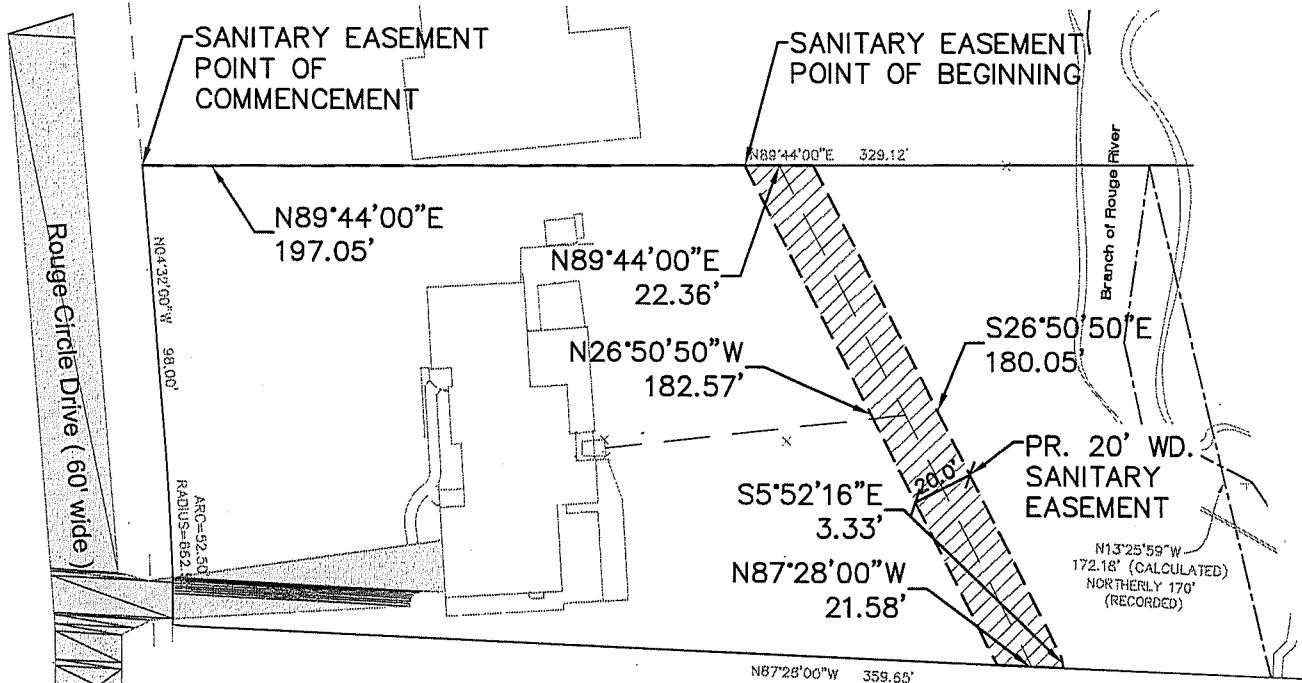 SANITARY EASEMENT
POINT OF
COMMENCEMENT
SANITARY EASEMENT
POINT OF BEGINNING
N89°44'00"E 329.12'
N89°44'00"E
197.05'
N89°44'00"E
22.36'
Branch of Rouge River
Rouge Circle Drive ( 60' wide )
N04°32'00"W 98.00'
N26°50'50"W
182.57'
S26°50'50"E
180.05'
20.0'
PR. 20' WD.
SANITARY
EASEMENT
S5°52'16"E
3.33'
N87°28'00"W
21.58'
ARC=52.50'
N13°25'59"W
172.18' (CALCULATED)
NORTHERLY 170'
(RECORDED)
N87°28'00"W 359.65'